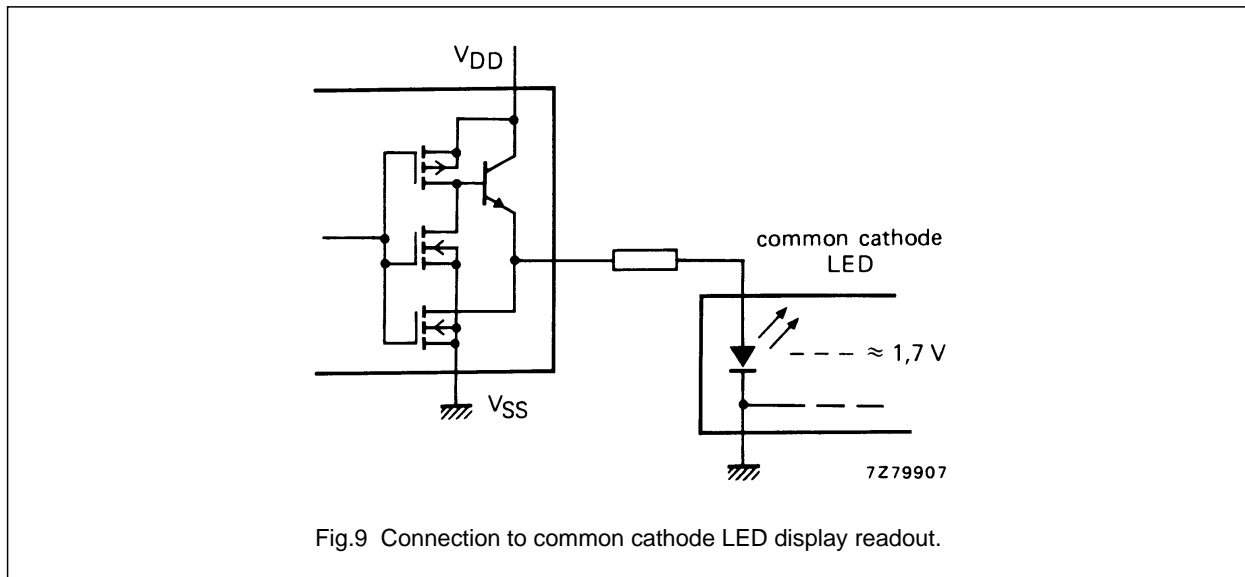 VDD
common cathode
LED
≈ 1,7 V
VSS
7Z79907
Fig.9 Connection to common cathode LED display readout.